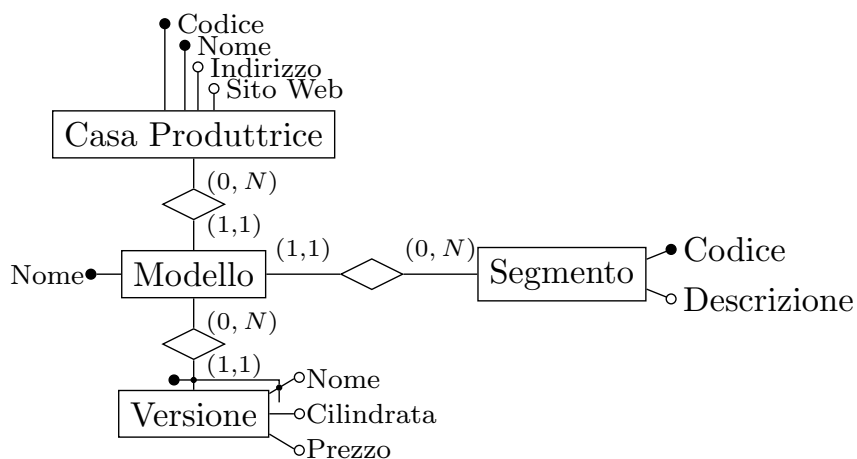 Codice
Nome
Indirizzo
Sito Web
Casa Produttrice
(0, N)
(1,1)
Nome
Modello
(1,1)
(0, N)
Segmento
Codice
Descrizione
(0, N)
(1,1)
Versione
Nome
Cilindrata
Prezzo